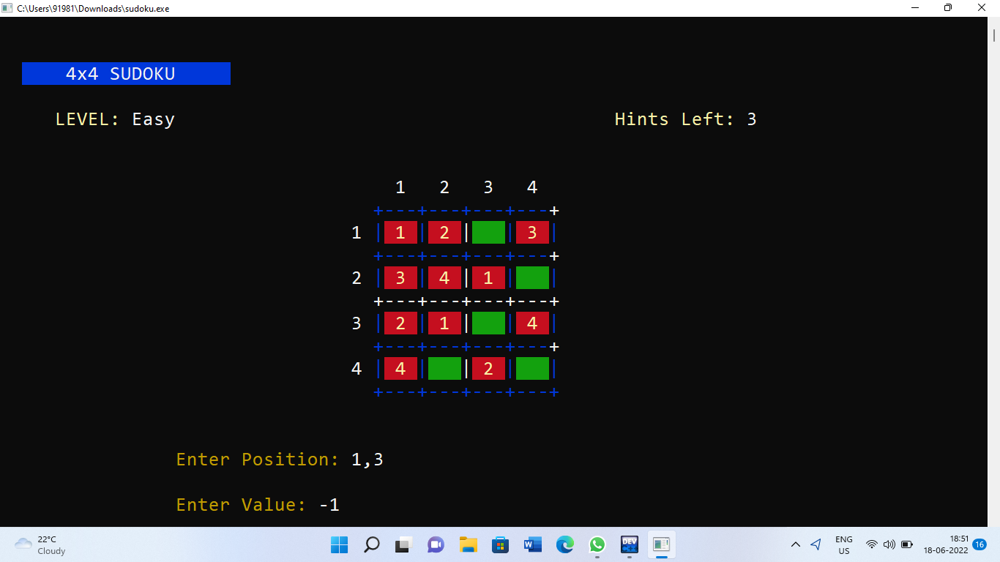 C:\Users\91981\Downloads\sudoku.exe
4x4 SUDOKU
LEVEL: Easy Hints Left: 3
1 2 3 4
+---+---+---+---+
1 | 1 | 2 | | 3 |
+---+---+---+---+
2 | 3 | 4 | 1 | |
+---+---+---+---+
3 | 2 | 1 | | 4 |
+---+---+---+---+
4 | 4 | | 2 | |
+---+---+---+---+
Enter Position: 1,3
Enter Value: -1
22°C
Cloudy
W
DEV
ENG
US
18:51
18-06-2022
16